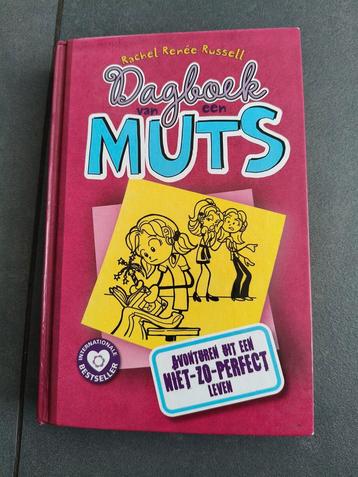 Rachel Renée Russell
Dagboek
van een
MUTS
AVONTUREN UIT EEN
NIET-ZO-PERFECT
LEVEN
INTERNATIONALE
BESTSELLER